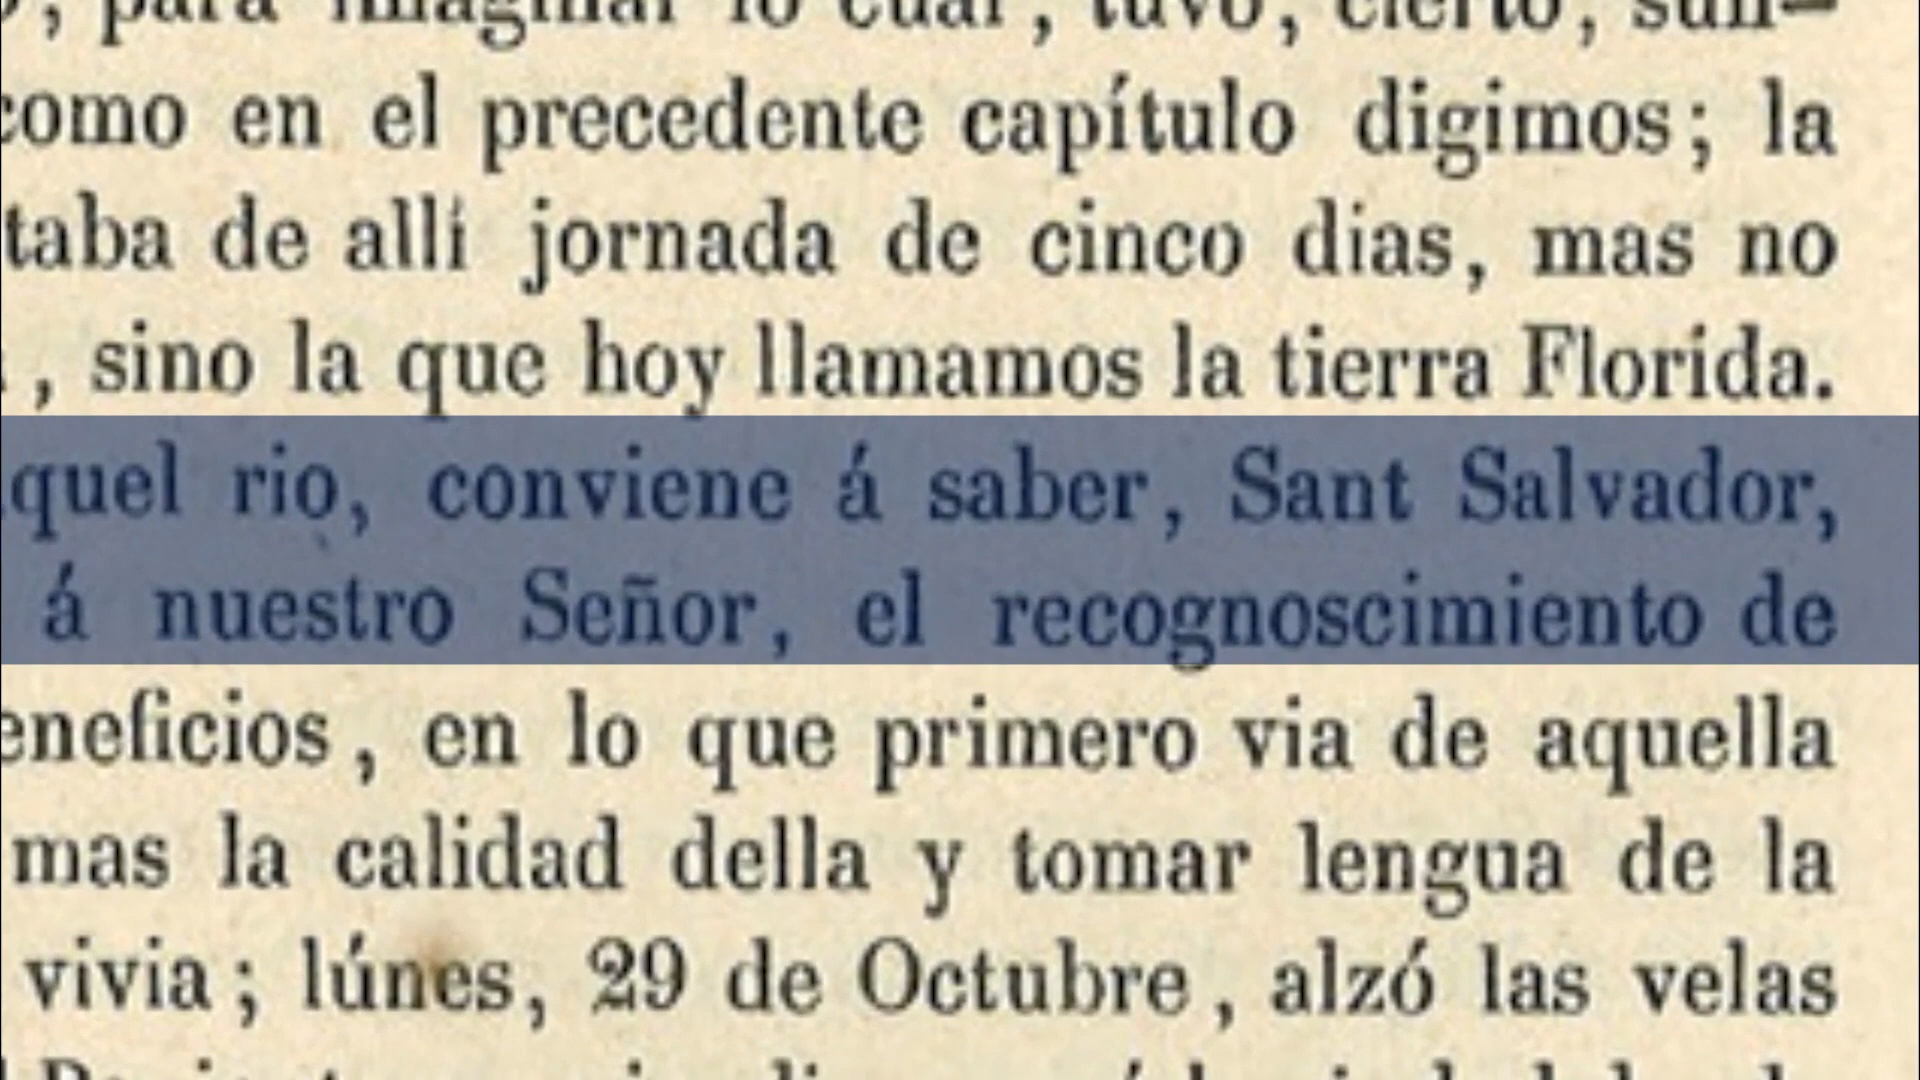 , para imaginar lo cual, tuvo, cierto, sufi-
como en el precedente capítulo digimos; la
taba de allí jornada de cinco dias, mas no
, sino la que hoy llamamos la tierra Florida.
quel rio, conviene á saber, Sant Salvador,
á nuestro Señor, el recognoscimiento de
eneficios, en lo que primero via de aquella
mas la calidad della y tomar lengua de la
vivia; lúnes, 29 de Octubre, alzó las velas